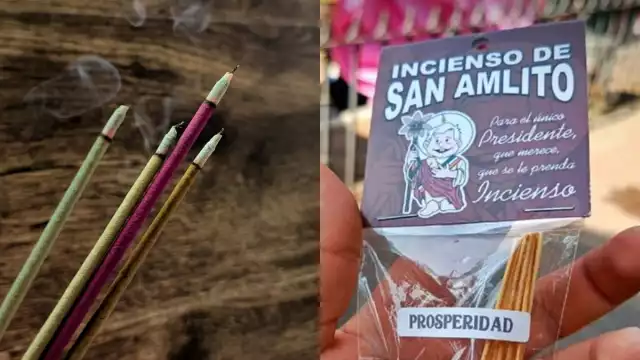 INCIENSO DE
SAN AMLITO
Para el único
Presidente,
que merece,
que se le prenda
Incienso
PROSPERIDAD